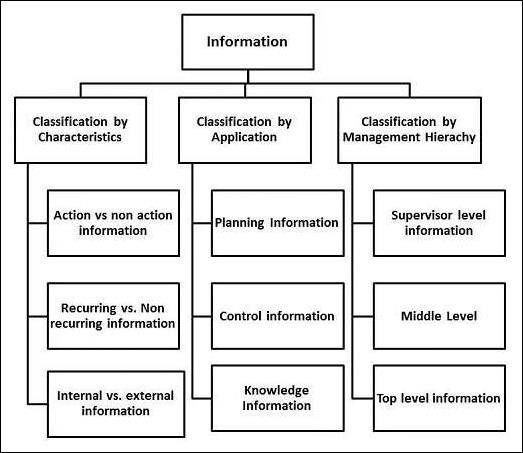 Information
Classification by
Characteristics
Classification by
Application
Classification by
Management Hierachy
Action vs non action
information
Planning Information
Supervisor level
information
Recurring vs. Non
recurring information
Control information
Middle Level
Internal vs. external
information
Knowledge
Information
Top level information